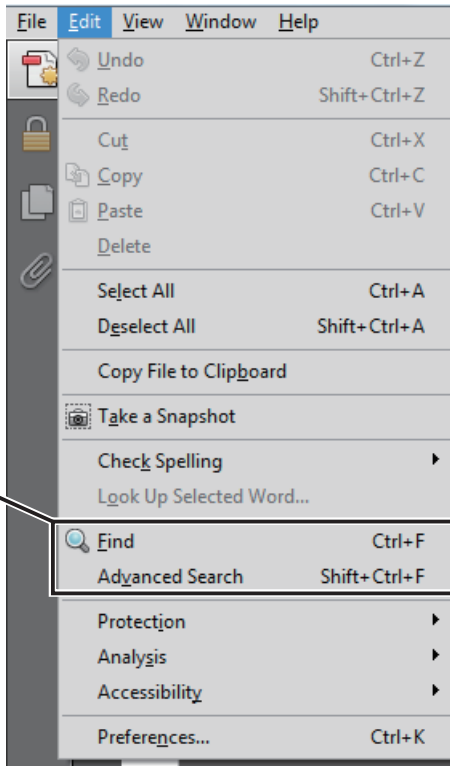 File Edit View Window Help
Undo Ctrl+Z
Redo Shift+Ctrl+Z
Cut Ctrl+X
Copy Ctrl+C
Paste Ctrl+V
Delete
Select All Ctrl+A
Deselect All Shift+Ctrl+A
Copy File to Clipboard
Take a Snapshot
Check Spelling
Look Up Selected Word...
Find Ctrl+F
Advanced Search Shift+Ctrl+F
Protection
Analysis
Accessibility
Preferences... Ctrl+K